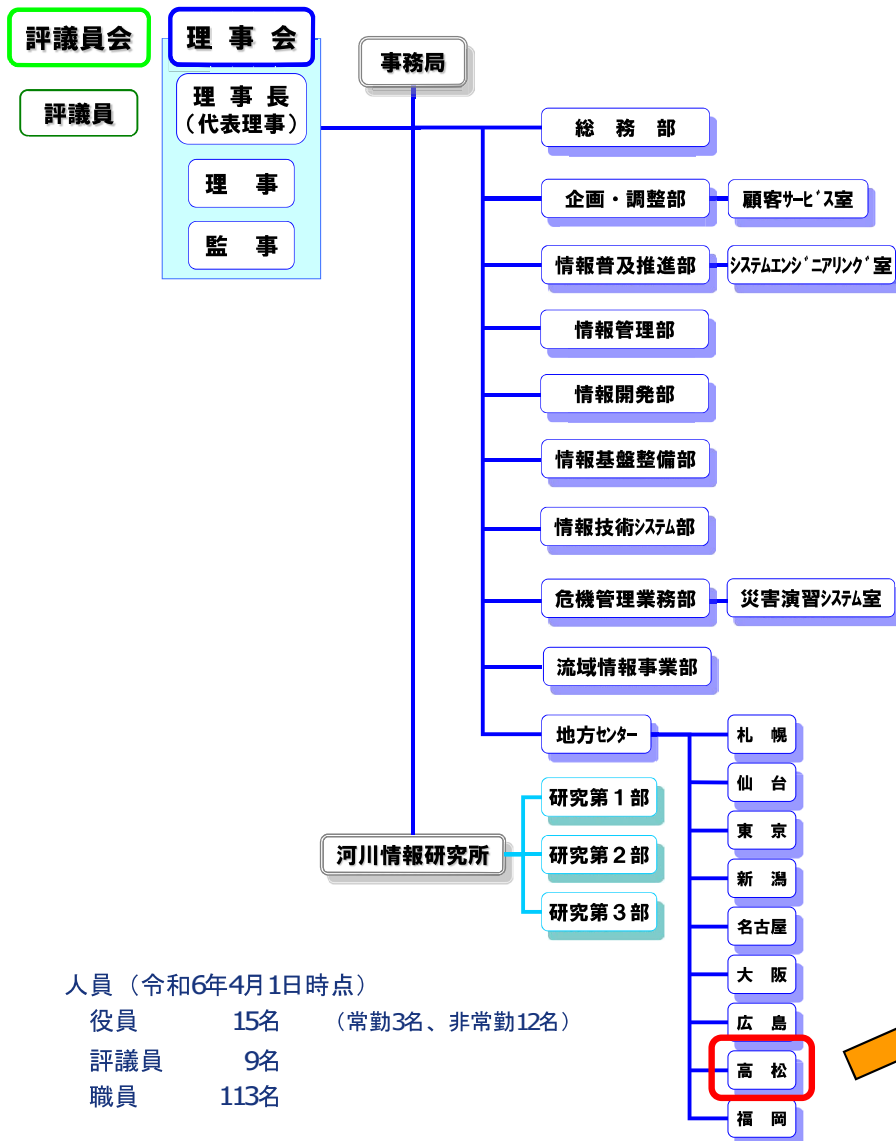 評議員会
理事会
事務局
評議員
理事長
（代表理事）
理事
監事
総務部
企画・調整部
顧客ｻｰﾋﾞｽ室
情報普及推進部
ｼｽﾃﾑｴﾝｼﾞﾆｱﾘﾝｸﾞ室
情報管理部
情報開発部
情報基盤整備部
情報技術ｼｽﾃﾑ部
危機管理業務部
災害演習ｼｽﾃﾑ室
流域情報事業部
地方ｾﾝﾀｰ
札幌
仙台
東京
新潟
名古屋
大阪
広島
高松
福岡
河川情報研究所
研究第１部
研究第２部
研究第３部
人員（令和6年4月1日時点）
役員 15名 （常勤3名、非常勤12名）
評議員 9名
職員 113名